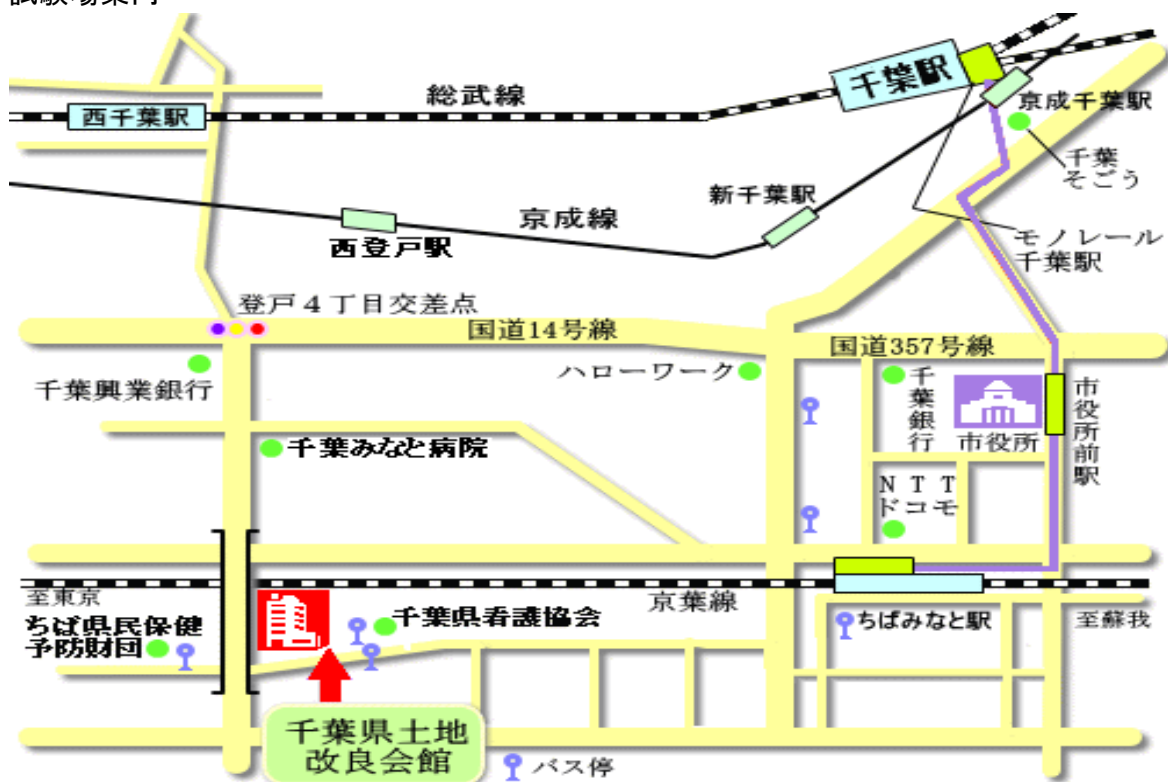 試験場案内
千葉駅
総武線
西千葉駅
京成千葉駅
千葉
そごう
新千葉駅
京成線
西登戸駅
モノレール
千葉駅
登戸4丁目交差点
国道14号線
国道357号線
千葉興業銀行
ハローワーク
千葉銀行
市役所
市役所前駅
千葉みなと病院
NTT
ドコモ
至東京
京葉線
ちばみなと駅
至蘇我
ちば県民保健
予防財団
千葉県看護協会
千葉県土地
改良会館
バス停